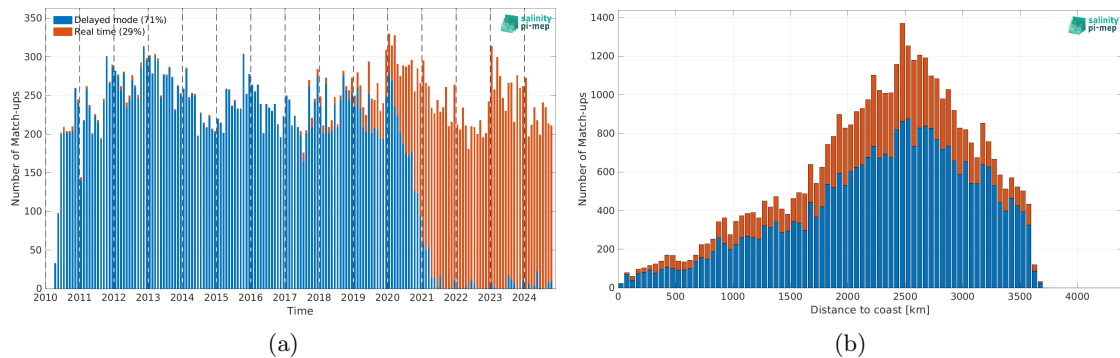 Delayed mode (71%)
Real time (29%)
salinity
pi-mep
Number of Match-ups
350
300
250
200
150
100
50
0
2010 2011 2012 2013 2014 2015 2016 2017 2018 2019 2020 2021 2022 2023 2024
Time
(a)
salinity
pi-mep
Number of Match-ups
1400
1200
1000
800
600
400
200
0
0 500 1000 1500 2000 2500 3000 3500 4000
Distance to coast [km]
(b)